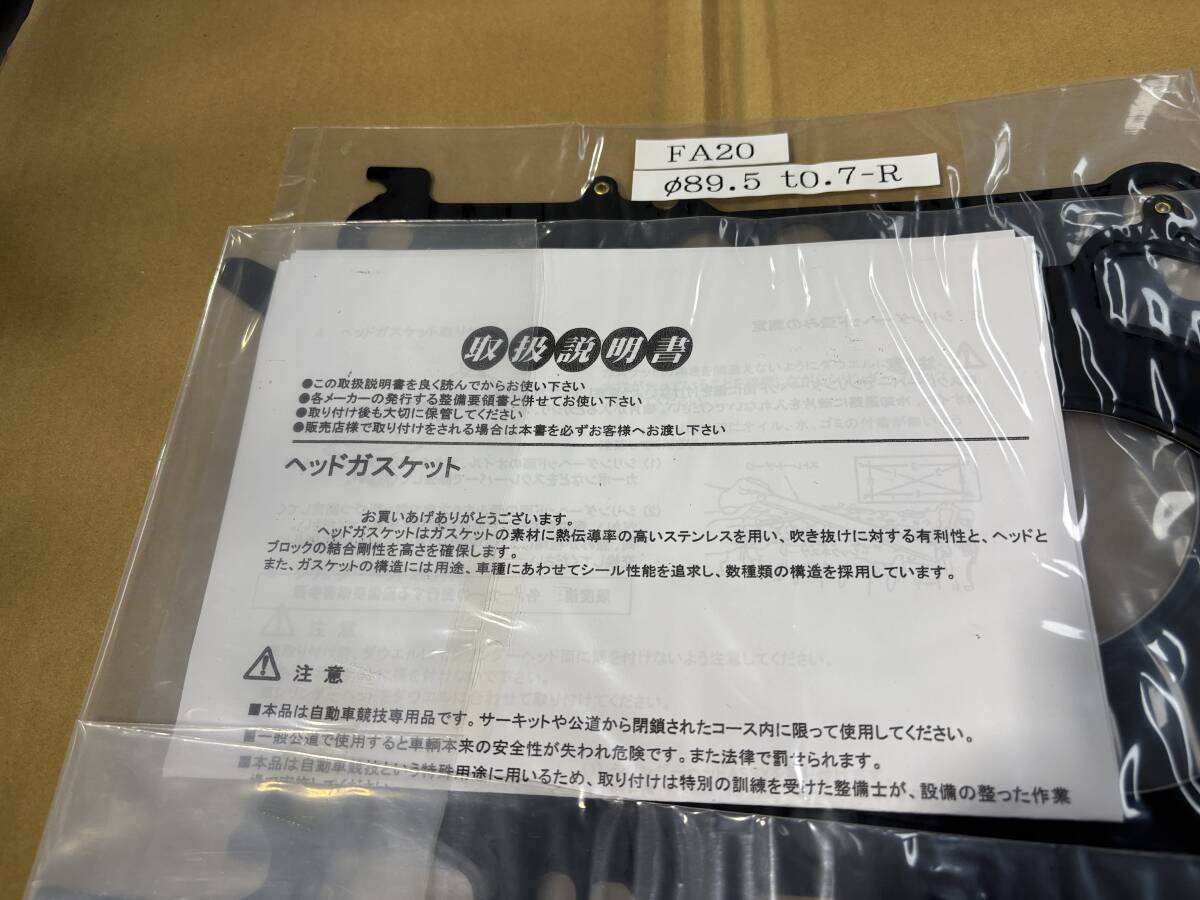 FA20
φ89.5 t0.7-R
取扱説明書
●この取扱説明書を良く読んでからお使い下さい
●各メーカーの発行する整備要領書と併せてお使い下さい
●取り付け後も大切に保管してください
●販売店様で取り付けをされる場合は本書を必ずお客様へお渡し下さい
ヘッドガスケット
お買いあげありがとうございます。
ヘッドガスケットはガスケットの素材に熱伝導率の高いステンレスを用い、吹き抜けに対する有利性と、ヘッドと
ブロックの結合剛性を高さを確保します。
また、ガスケットの構造には用途、車種にあわせてシール性能を追求し、数種類の構造を採用しています。
注 意
■本品は自動車競技専用品です。サーキットや公道から閉鎖されたコース内に限って使用してください。
■一般公道で使用すると車輌本来の安全性が失われ危険です。また法律で罰せられます。
■本品は自動車競技という特殊用途に用いるため、取り付けは特別の訓練を受けた整備士が、設備の整った作業